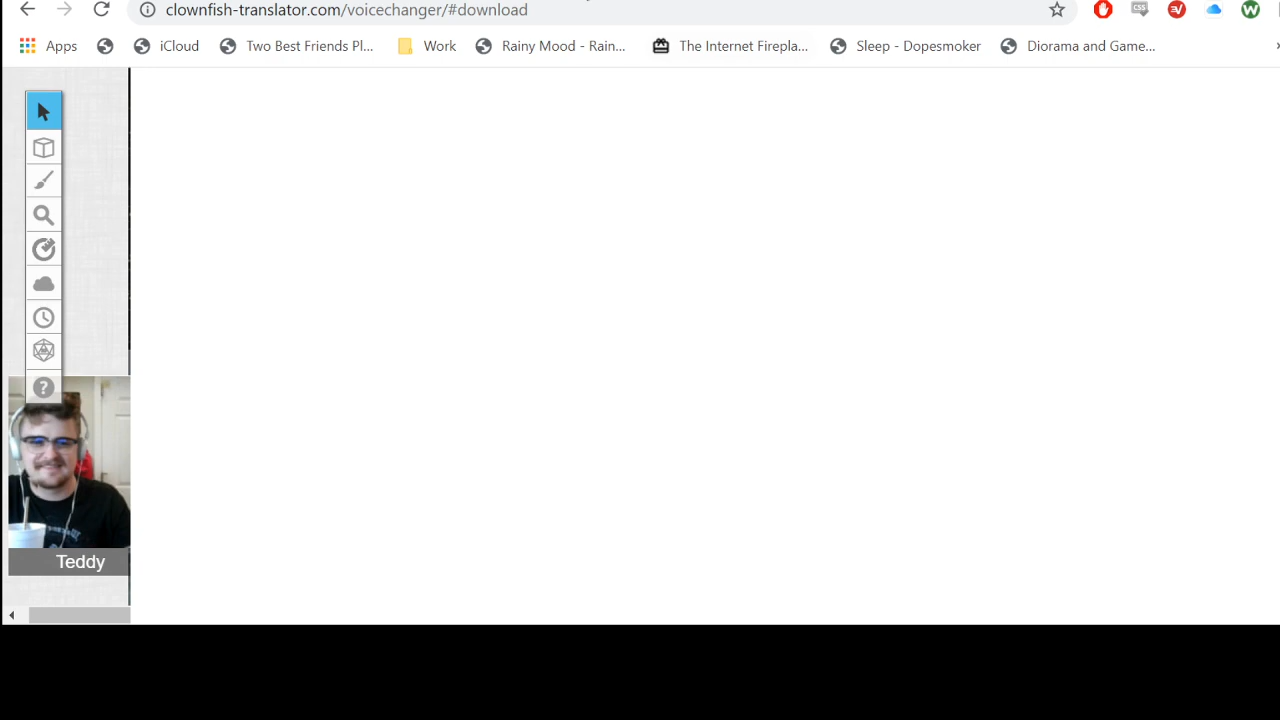 clownfish-translator.com/voicechanger/#download
Apps iCloud Two Best Friends Pl... Work Rainy Mood - Rain... The Internet Firepla... Sleep - Dopesmoker Diorama and Game...
CSS
W
?
Teddy